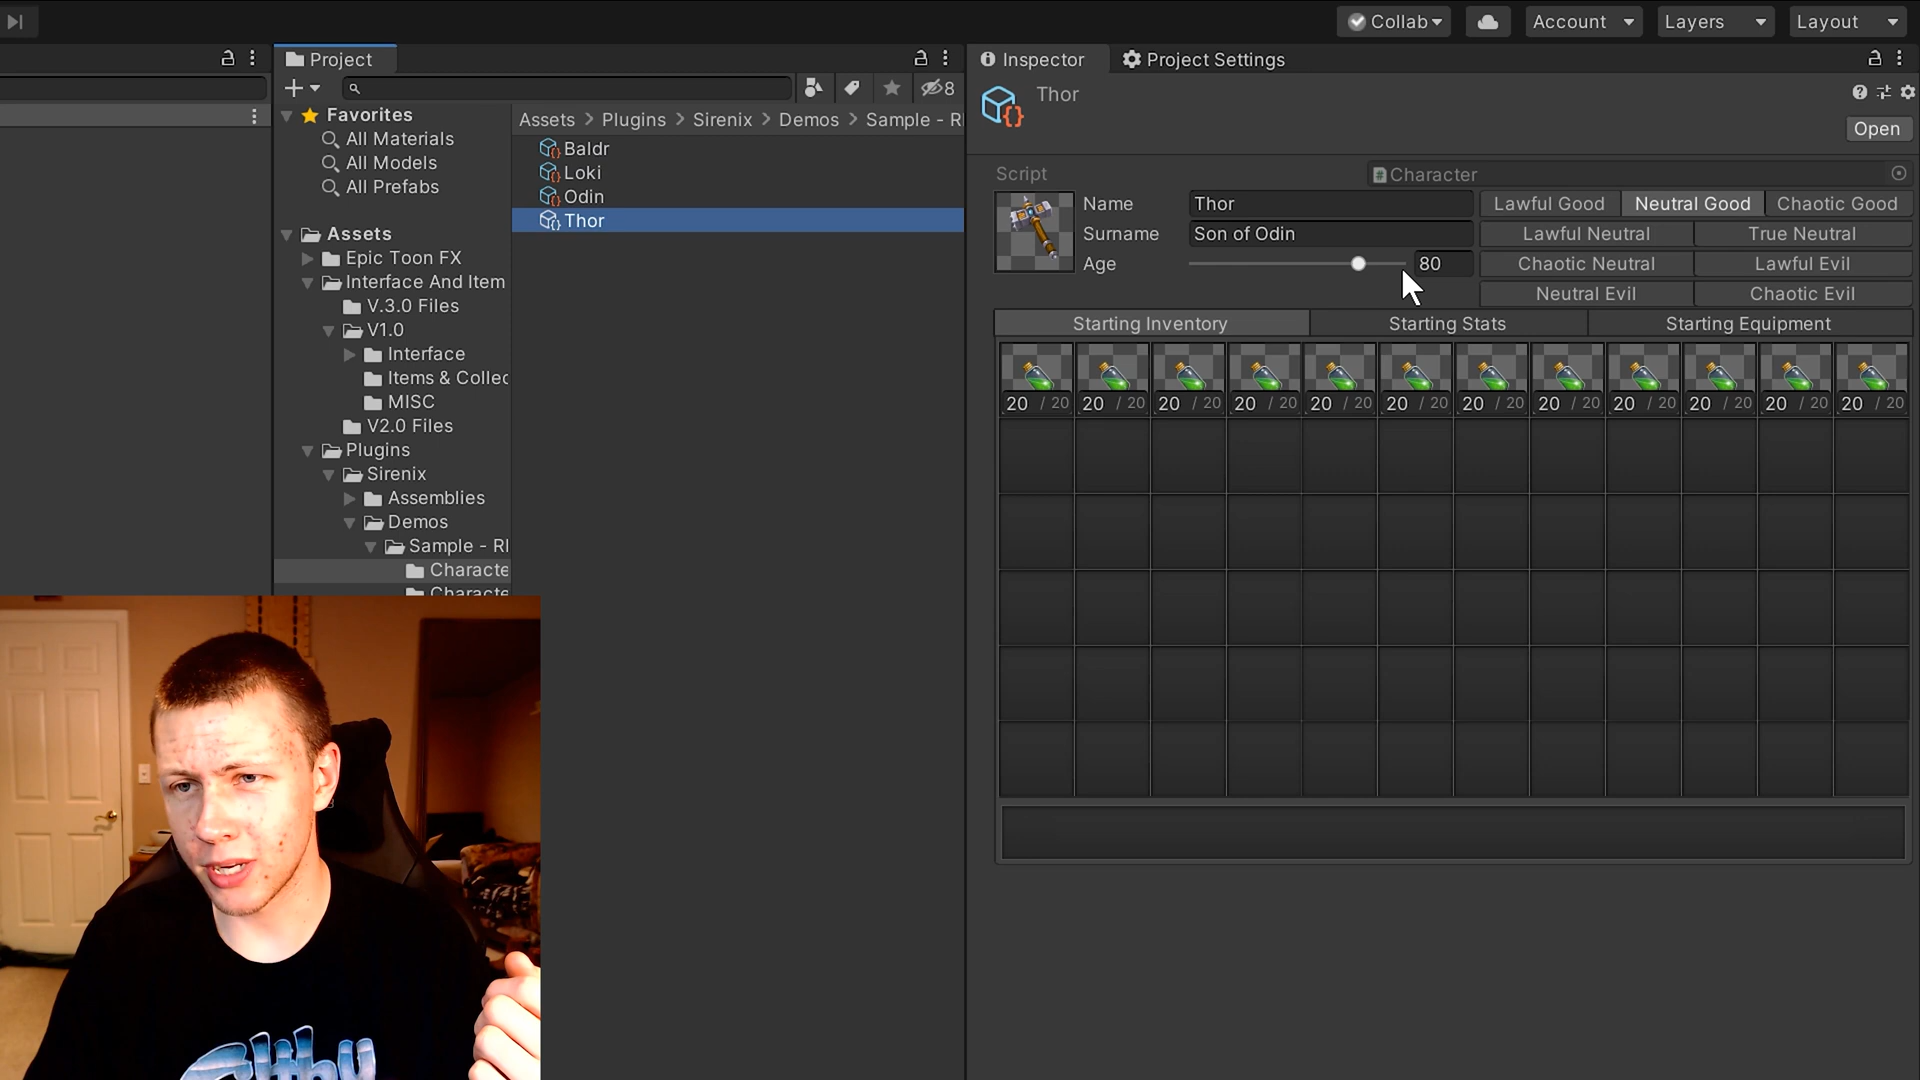 Collab
Account
Layers
Layout
Project
8
Favorites
All Materials
All Models
All Prefabs
Assets
Epic Toon FX
Interface And Item
V.3.0 Files
V1.0
Interface
Items & Collec
MISC
V2.0 Files
Plugins
Sirenix
Assemblies
Demos
Sample - RI
Characte
Characte
Assets > Plugins > Sirenix > Demos > Sample - R
Baldr
Loki
Odin
Thor
Inspector
Project Settings
Thor
Open
Script
Character
Name
Thor
Surname
Son of Odin
Age
80
Lawful Good
Neutral Good
Chaotic Good
Lawful Neutral
True Neutral
Chaotic Neutral
Lawful Evil
Neutral Evil
Chaotic Evil
Starting Inventory
Starting Stats
Starting Equipment
20 / 20
20 / 20
20 / 20
20 / 20
20 / 20
20 / 20
20 / 20
20 / 20
20 / 20
20 / 20
20 / 20
20 / 20